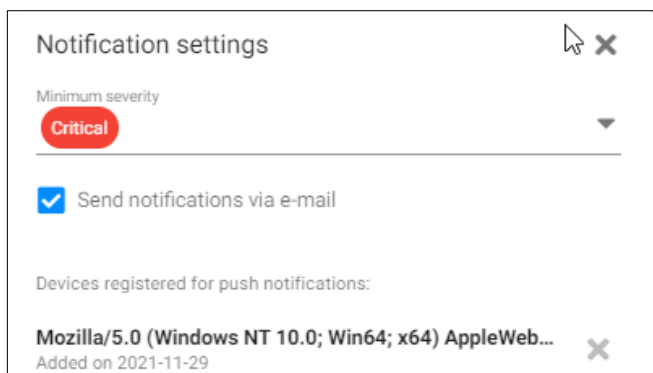 Notification settings
Minimum severity
Critical
Send notifications via e-mail
Devices registered for push notifications:
Mozilla/5.0 (Windows NT 10.0; Win64; x64) AppleWeb...
Added on 2021-11-29